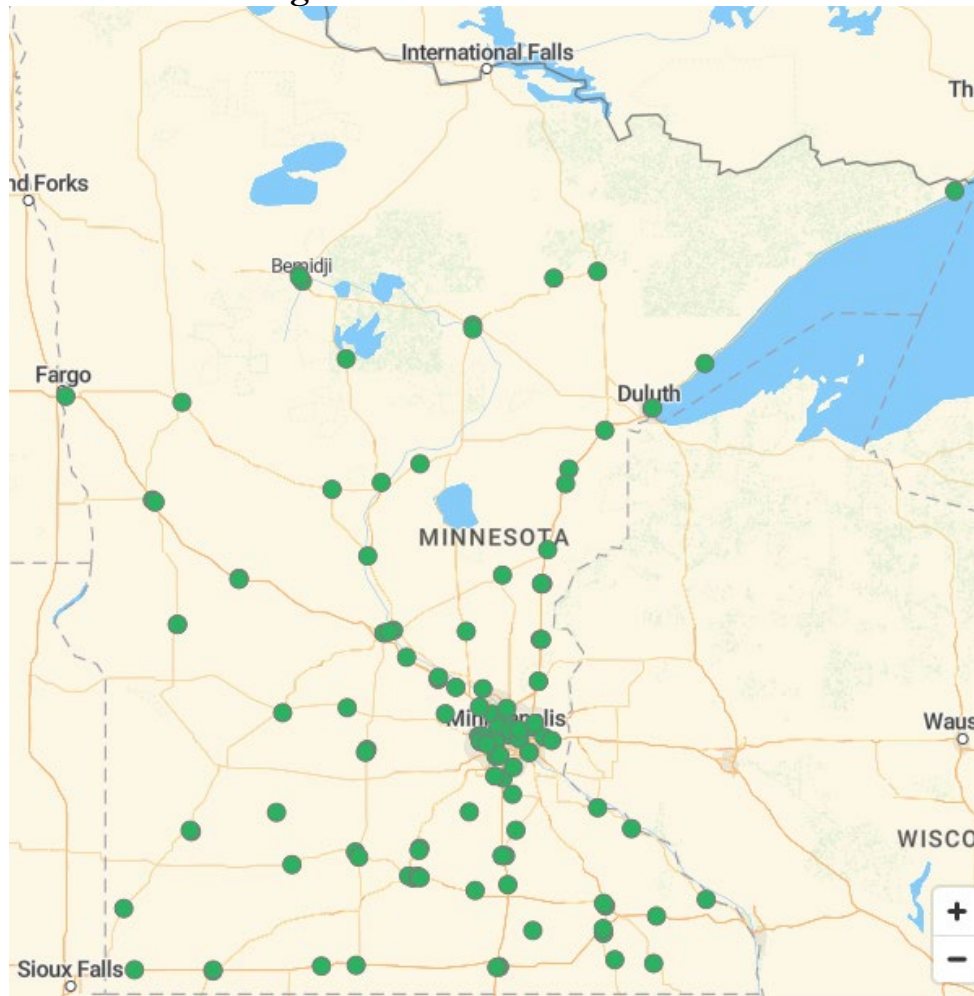 g
International Falls
Th
nd Forks
Bemidji
Fargo
Duluth
MINNESOTA
Minneapolis
Waus
WISCO
+
Sioux Falls
−